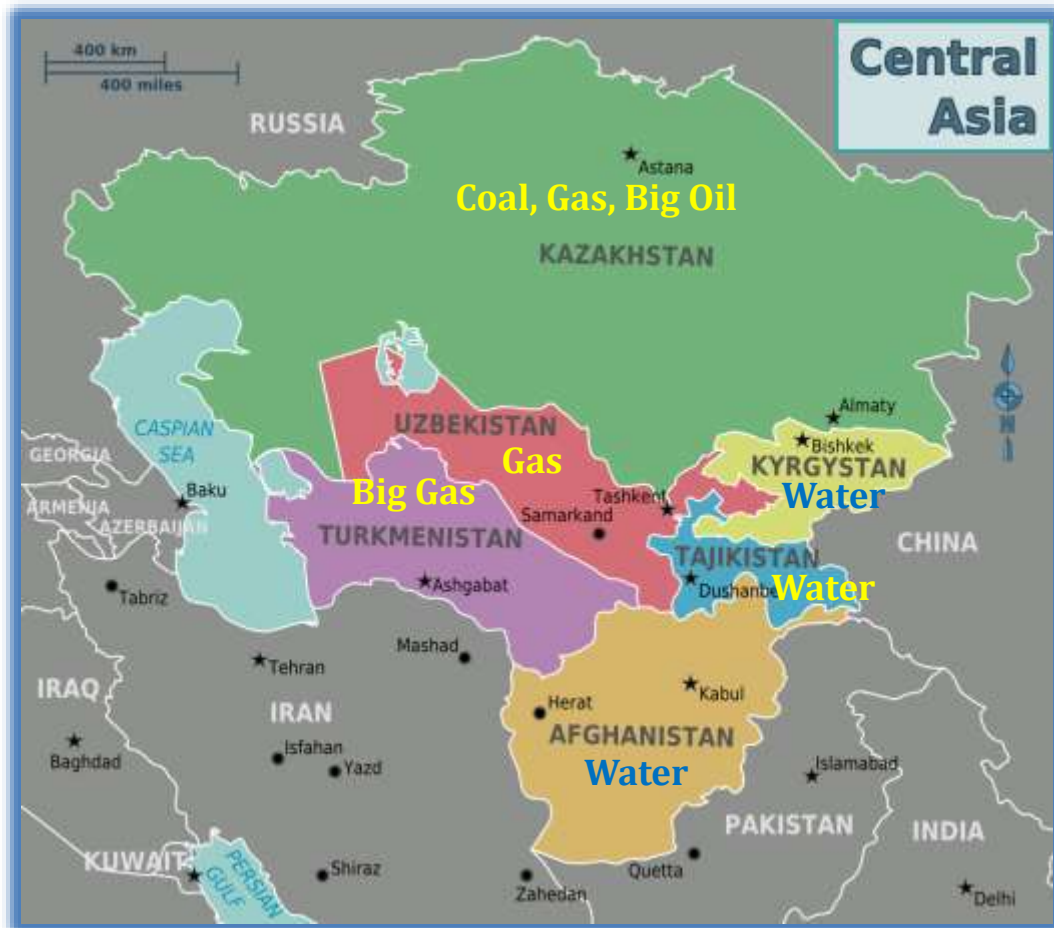 400 km
400 miles
Central
Asia
RUSSIA
Astana
Coal, Gas, Big Oil
KAZAKHSTAN
Almaty
Bishkek
KYRGYSTAN
Water
N
CASPIAN
SEA
UZBEKISTAN
Gas
Big Gas
Tashkent
Samarkand
TURKMENISTAN
Ashgabat
TAJIKISTAN
Dushanbe
Water
CHINA
GEORGIA
ARMENIA
AZERBAIJAN
Baku
Tabriz
Mashad
Tehran
IRAQ
IRAN
Baghdad
Isfahan
Yazd
Herat
Kabul
AFGHANISTAN
Water
Islamabad
PAKISTAN
INDIA
KUWAIT
PERSIAN
GULF
Shiraz
Zahedan
Quetta
Delhi